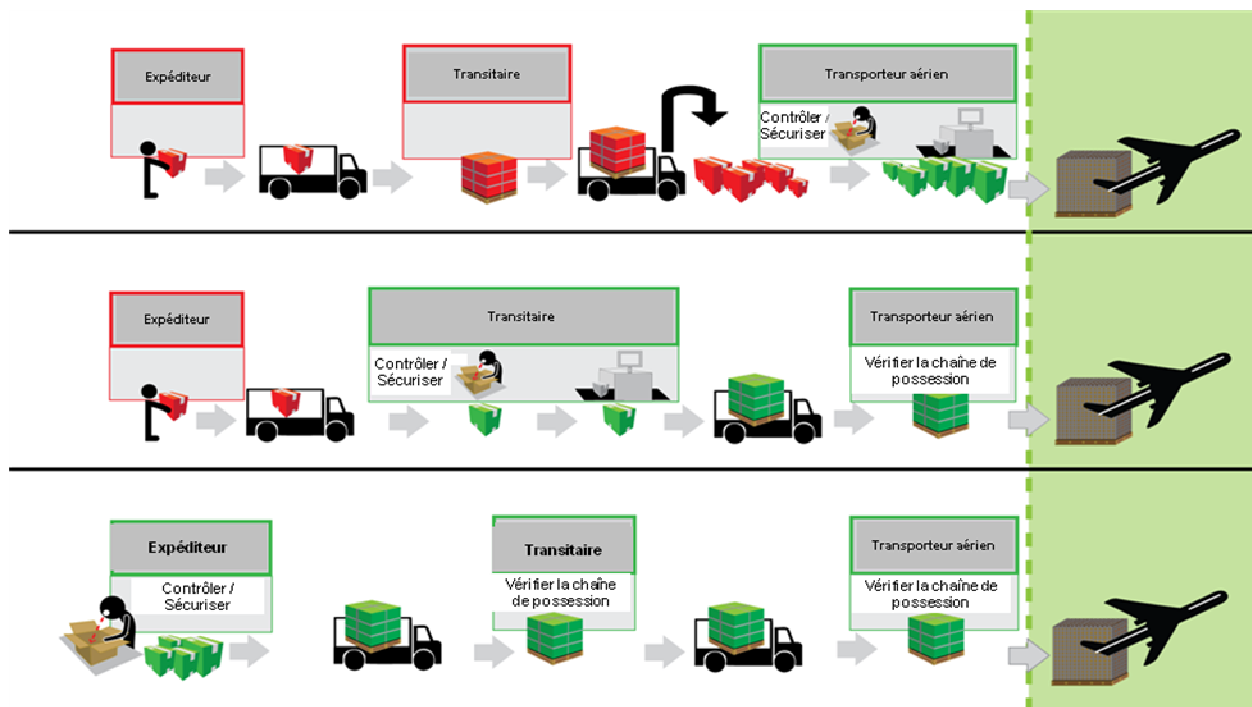 Expéditeur
Transitaire
Transporteur aérien
Contrôler /
Sécuriser
Expéditeur
Transitaire
Transporteur aérien
Contrôler /
Sécuriser
Vérifier la chaîne de
possession
Expéditeur
Transitaire
Transporteur aérien
Contrôler /
Sécuriser
Vérifier la chaîne
de possession
Vérifier la chaîne de
possession